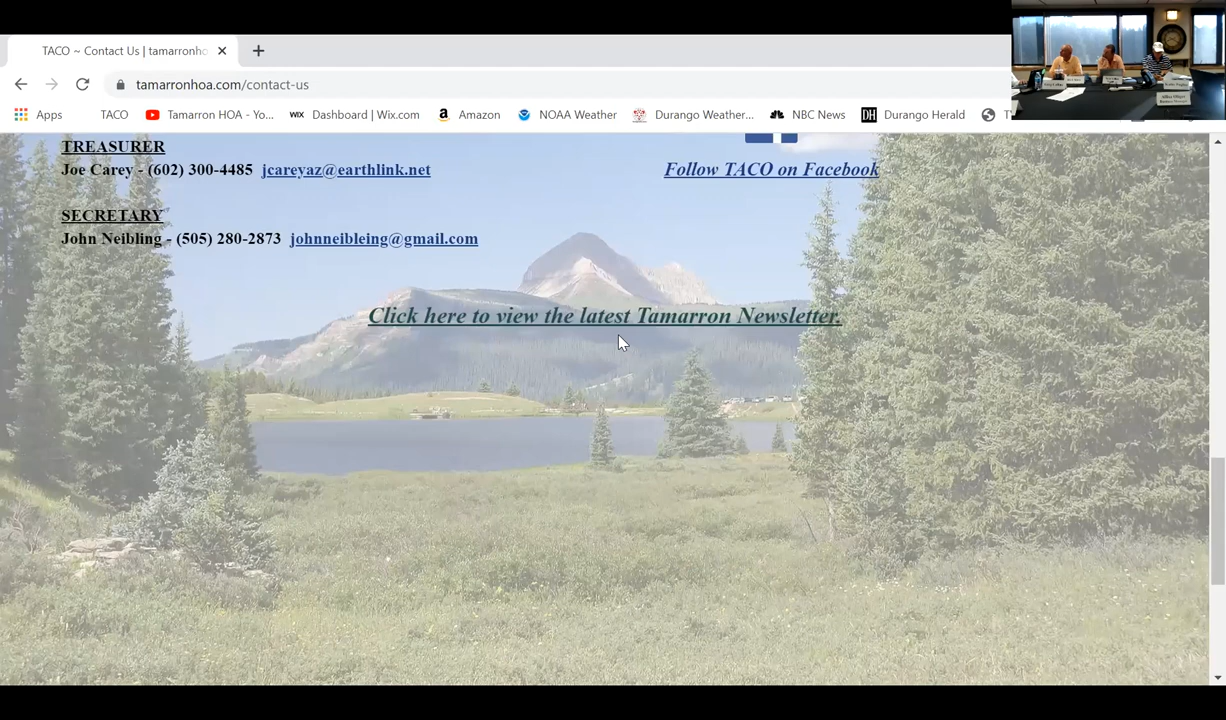 TACO ~ Contact Us | tamarronho
tamarronhoa.com/contact-us
Apps TACO Tamarron HOA - Yo... Dashboard | Wix.com Amazon NOAA Weather Durango Weather... NBC News Durango Herald
WIX
DH
TREASURER
Joe Carey - (602) 300-4485 jcareyaz@earthlink.net
Follow TACO on Facebook
SECRETARY
John Neibling - (505) 280-2873 johnneibleing@gmail.com
Click here to view the latest Tamarron Newsletter.